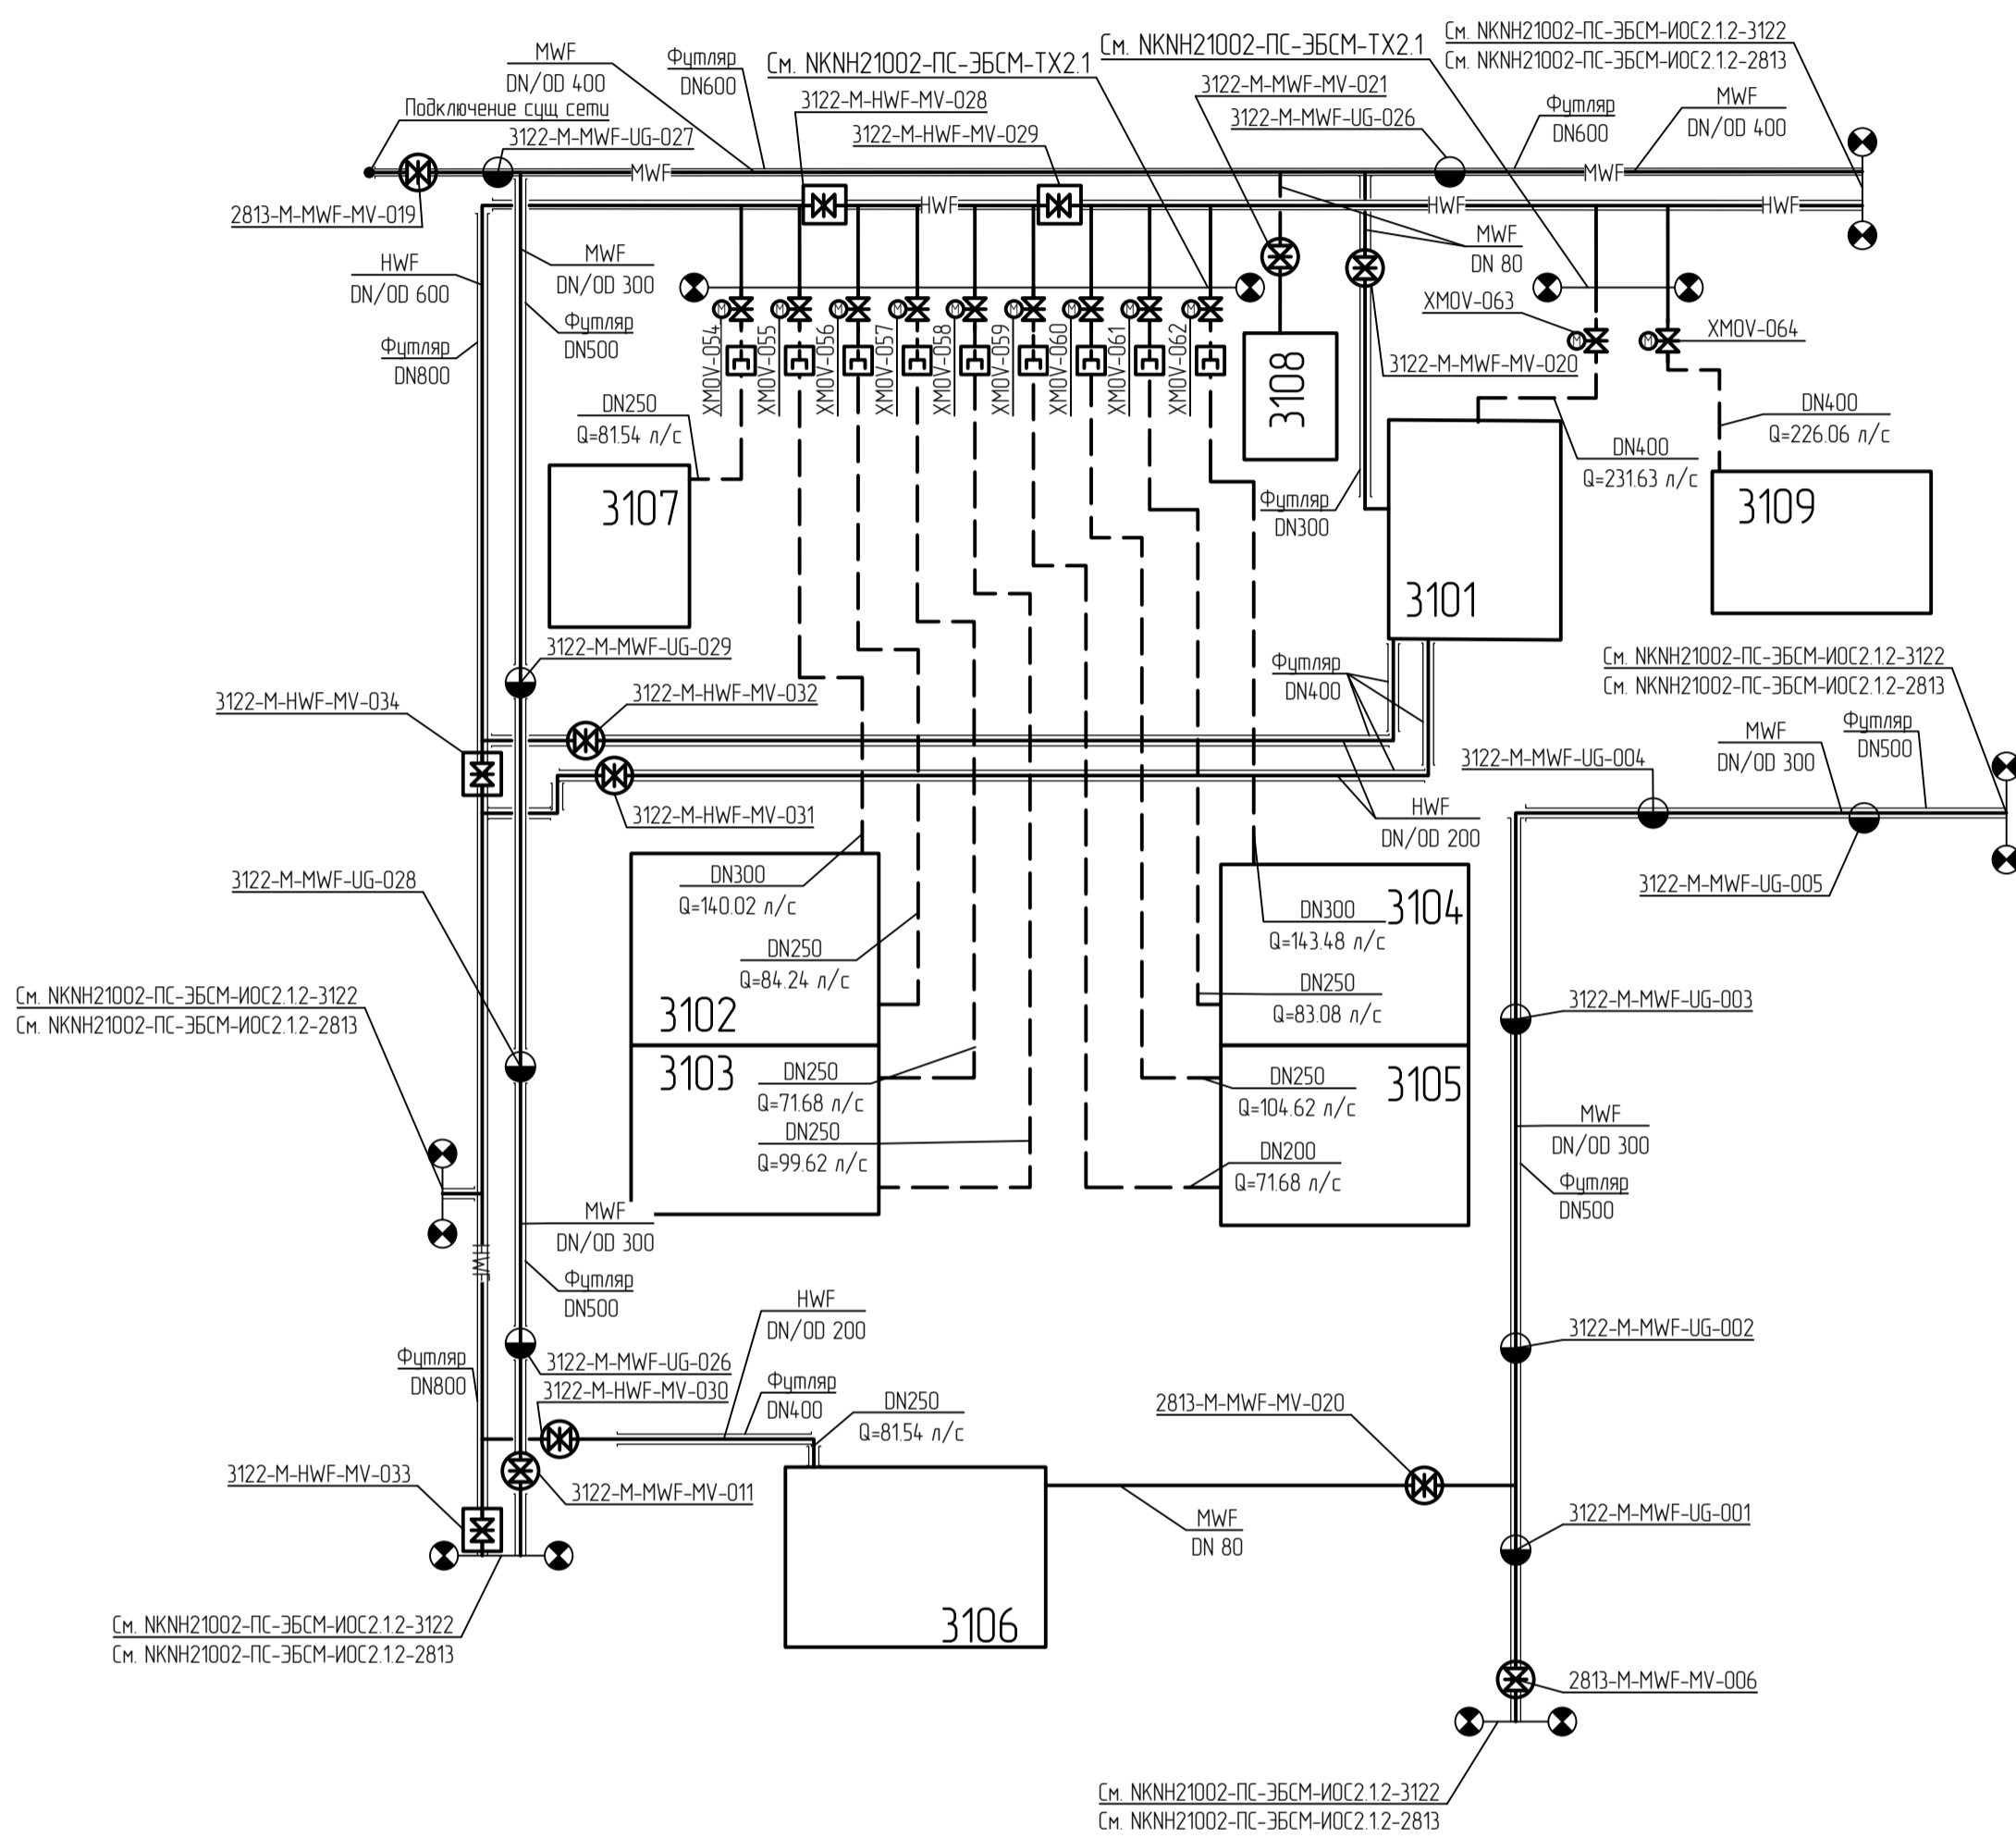 MWF
DN/OD 400
Футляр
DN600
См. NKNH21002-ПС-ЭБСМ-ТХ2.1
См. NKNH21002-ПС-ЭБСМ-ТХ2.1
См. NKNH21002-ПС-ЭБСМ-ИОС2.1.2-3122
См. NKNH21002-ПС-ЭБСМ-ИОС2.1.2-2813
Подключение сущ сети
3122-M-MWF-UG-027
3122-M-HWF-MV-028
3122-M-HWF-MV-029
3122-M-MWF-MV-021
3122-M-MWF-UG-026
Футляр
DN600
MWF
DN/OD 400
MWF
MWF
2813-M-MWF-MV-019
HWF
HWF
HWF
HWF
DN/OD 600
MWF
DN/OD 300
MWF
DN 80
Футляр
DN800
Футляр
DN500
M
M
M
M
M
M
M
M
M
XMOV-054
XMOV-055
XMOV-056
XMOV-057
XMOV-058
XMOV-059
XMOV-060
XMOV-061
XMOV-062
3108
3122-M-MWF-MV-020
XMOV-063
M
M
XMOV-064
DN250
Q=81.54 л/с
3107
DN400
Q=231.63 л/с
DN400
Q=226.06 л/с
Футляр
DN300
3101
3109
3122-M-MWF-UG-029
3122-M-HWF-MV-034
3122-M-HWF-MV-032
Футляр
DN400
См. NKNH21002-ПС-ЭБСМ-ИОС2.1.2-3122
См. NKNH21002-ПС-ЭБСМ-ИОС2.1.2-2813
3122-M-HWF-MV-031
HWF
DN/OD 200
3122-M-MWF-UG-004
MWF
DN/OD 300
Футляр
DN500
3122-M-MWF-UG-005
3122-M-MWF-UG-028
DN300
Q=140.02 л/с
DN250
Q=84.24 л/с
3102
DN300
Q=143.48 л/с
3104
DN250
Q=83.08 л/с
См. NKNH21002-ПС-ЭБСМ-ИОС2.1.2-3122
См. NKNH21002-ПС-ЭБСМ-ИОС2.1.2-2813
3122-M-MWF-UG-003
3103
DN250
Q=71.68 л/с
DN250
Q=99.62 л/с
DN250
Q=104.62 л/с
3105
DN200
Q=71.68 л/с
MWF
DN/OD 300
Футляр
DN500
HWF
MWF
DN/OD 300
Футляр
DN500
HWF
DN/OD 200
3122-M-MWF-UG-002
Футляр
DN800
3122-M-MWF-UG-026
3122-M-HWF-MV-030
Футляр
DN400
DN250
Q=81.54 л/с
2813-M-MWF-MV-020
3122-M-HWF-MV-033
3122-M-MWF-MV-011
MWF
DN 80
3122-M-MWF-UG-001
3106
См. NKNH21002-ПС-ЭБСМ-ИОС2.1.2-3122
См. NKNH21002-ПС-ЭБСМ-ИОС2.1.2-2813
2813-M-MWF-MV-006
См. NKNH21002-ПС-ЭБСМ-ИОС2.1.2-3122
См. NKNH21002-ПС-ЭБСМ-ИОС2.1.2-2813